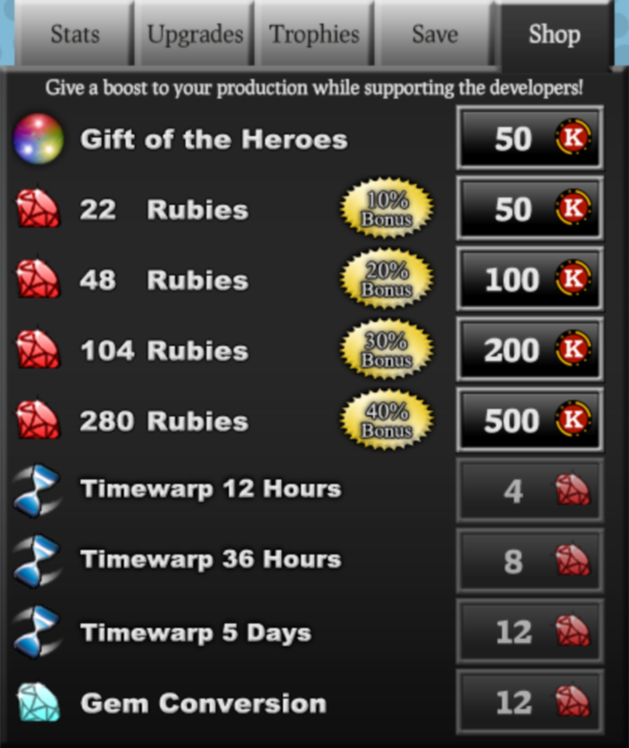 Stats Upgrades Trophies Save Shop
Give a boost to your production while supporting the developers!
Gift of the Heroes 50 K
22 Rubies 10% Bonus 50 K
48 Rubies 20% Bonus 100 K
104 Rubies 30% Bonus 200 K
280 Rubies 40% Bonus 500 K
Timewarp 12 Hours 4
Timewarp 36 Hours 8
Timewarp 5 Days 12
Gem Conversion 12